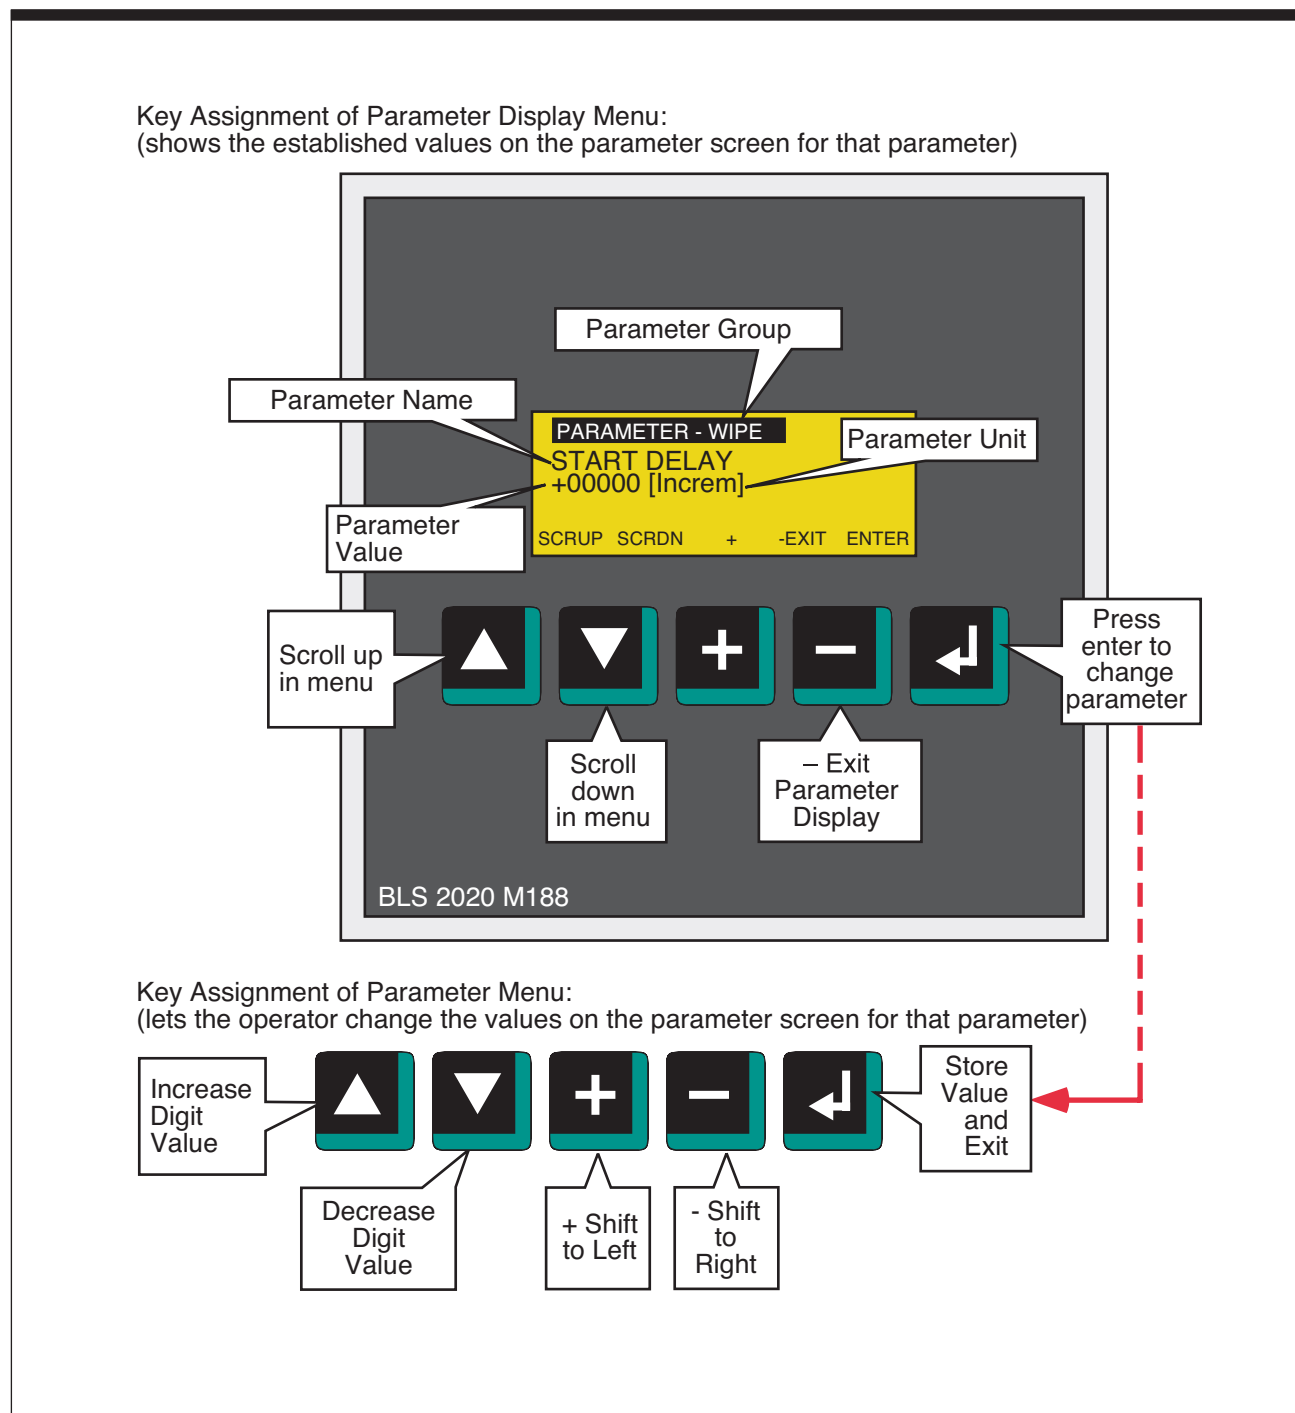 Key Assignment of Parameter Display Menu:
(shows the established values on the parameter screen for that parameter)
Parameter Group
Parameter Name
PARAMETER - WIPE
Parameter Unit
START DELAY
+00000 [Increm]
Parameter
Value
SCRUP SCRDN + -EXIT ENTER
Scroll up
in menu
Press
enter to
change
parameter
Scroll
down
in menu
– Exit
Parameter
Display
BLS 2020 M188
Key Assignment of Parameter Menu:
(lets the operator change the values on the parameter screen for that parameter)
Increase
Digit
Value
Store
Value
and
Exit
Decrease
Digit
Value
+ Shift
to Left
- Shift
to
Right